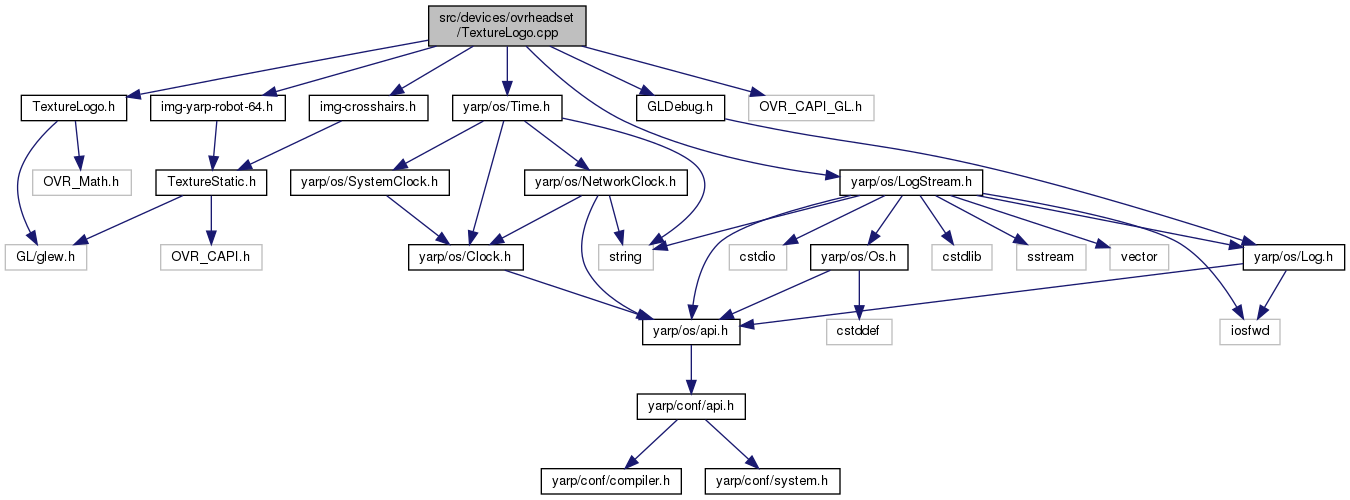 src/devices/ovrheadset
/TextureLogo.cpp
TextureLogo.h
img-yarp-robot-64.h
img-crosshairs.h
yarp/os/Time.h
GLDebug.h
OVR_CAPI_GL.h
OVR_Math.h
TextureStatic.h
yarp/os/SystemClock.h
yarp/os/NetworkClock.h
yarp/os/LogStream.h
GL/glew.h
OVR_CAPI.h
yarp/os/Clock.h
string
cstdio
yarp/os/Os.h
cstdlib
sstream
vector
yarp/os/Log.h
yarp/os/api.h
cstddef
iosfwd
yarp/conf/api.h
yarp/conf/compiler.h
yarp/conf/system.h